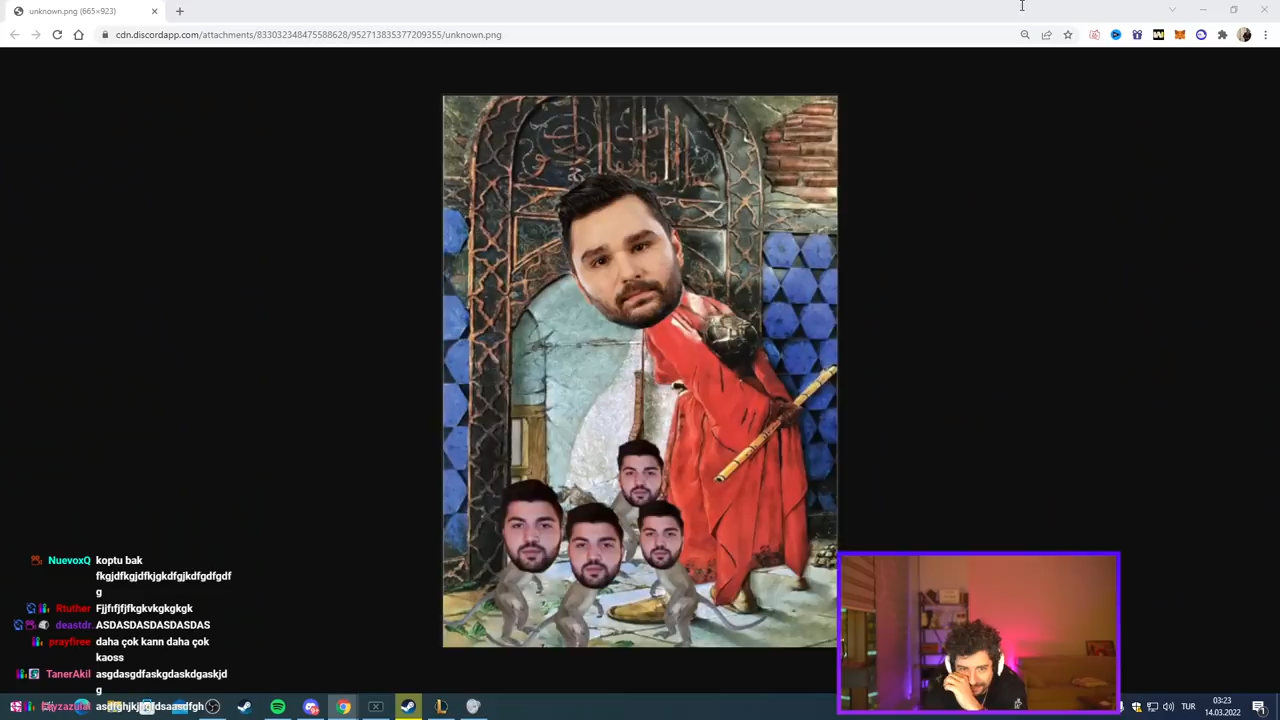 unknown.png (665×923)
cdn.discordapp.com/attachments/833032348475588628/952713835377209355/unknown.png
NuevoxQ koptu bak
fkgjdfkgjdfkjgkdfgjkdfgdfgdf
g
Rtuther Fjjfıfjfjfkgkvkgkgkgk
deastdr ASDASDASDASDASDAS
prayfiree daha çok kann daha çok
kaoss
TanerAkil asgdasgdfaskgdaskdgaskjd
g
TUR
03:23
14.03.2022